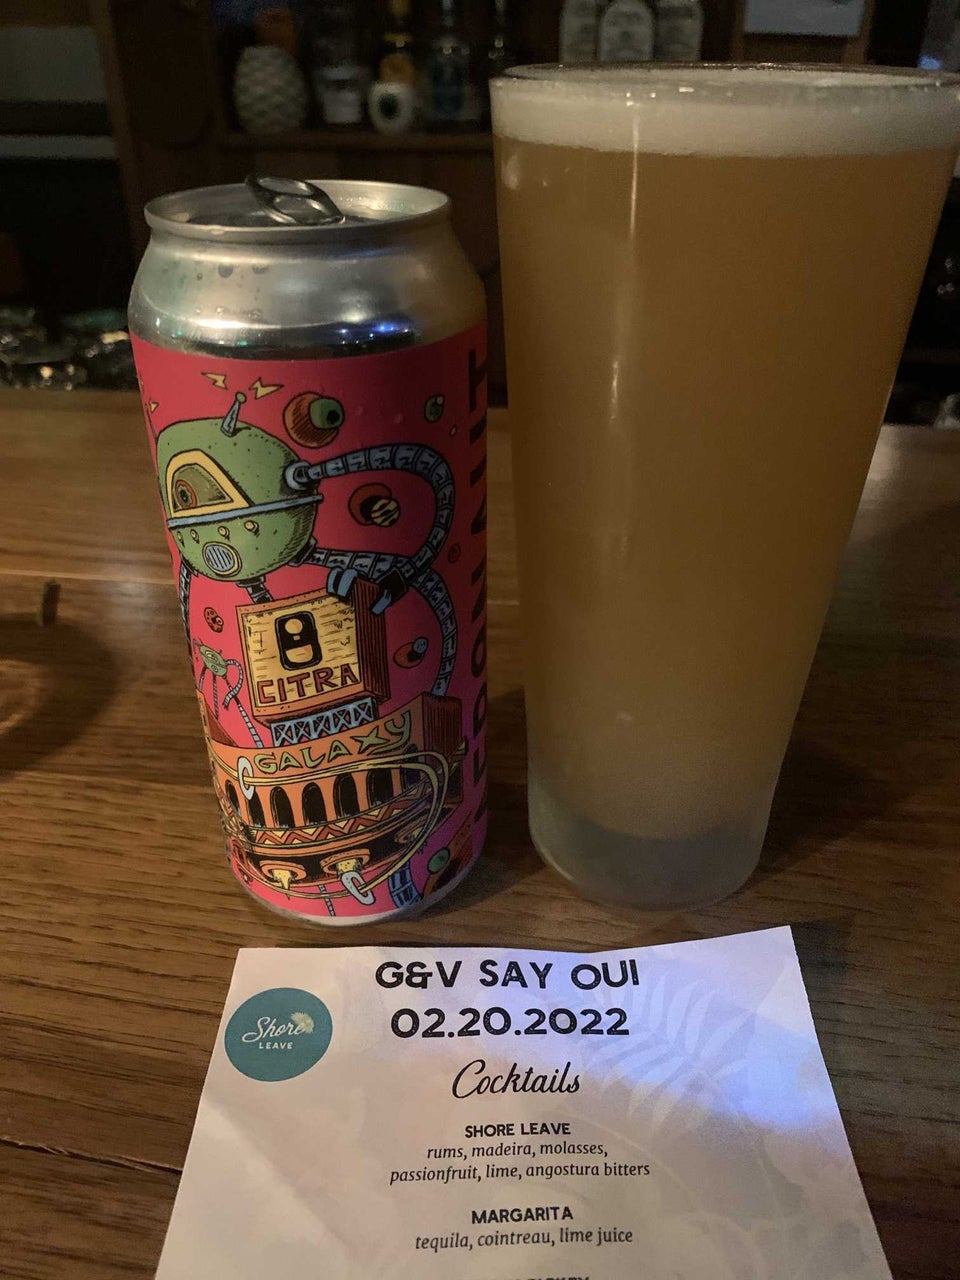 CITRA
GALAXY
Shore
LEAVE
G&V SAY OUI
02.20.2022
Cocktails
SHORE LEAVE
rums, madeira, molasses,
passionfruit, lime, angostura bitters
MARGARITA
tequila, cointreau, lime juice